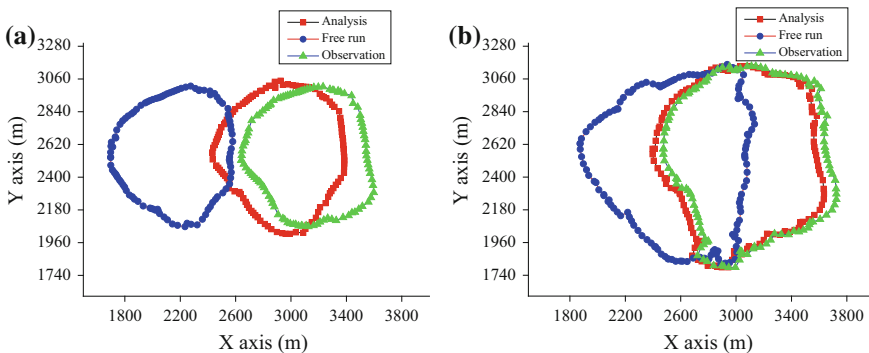 (a)
Analysis
Free run
Observation
3280
3060
2840
2620
2400
2180
1960
1740
Y axis (m)
1800 2200 2600 3000 3400 3800
X axis (m)
(b)
Analysis
Free run
Observation
3280
3060
2840
2620
2400
2180
1960
1740
Y axis (m)
1800 2200 2600 3000 3400 3800
X axis (m)